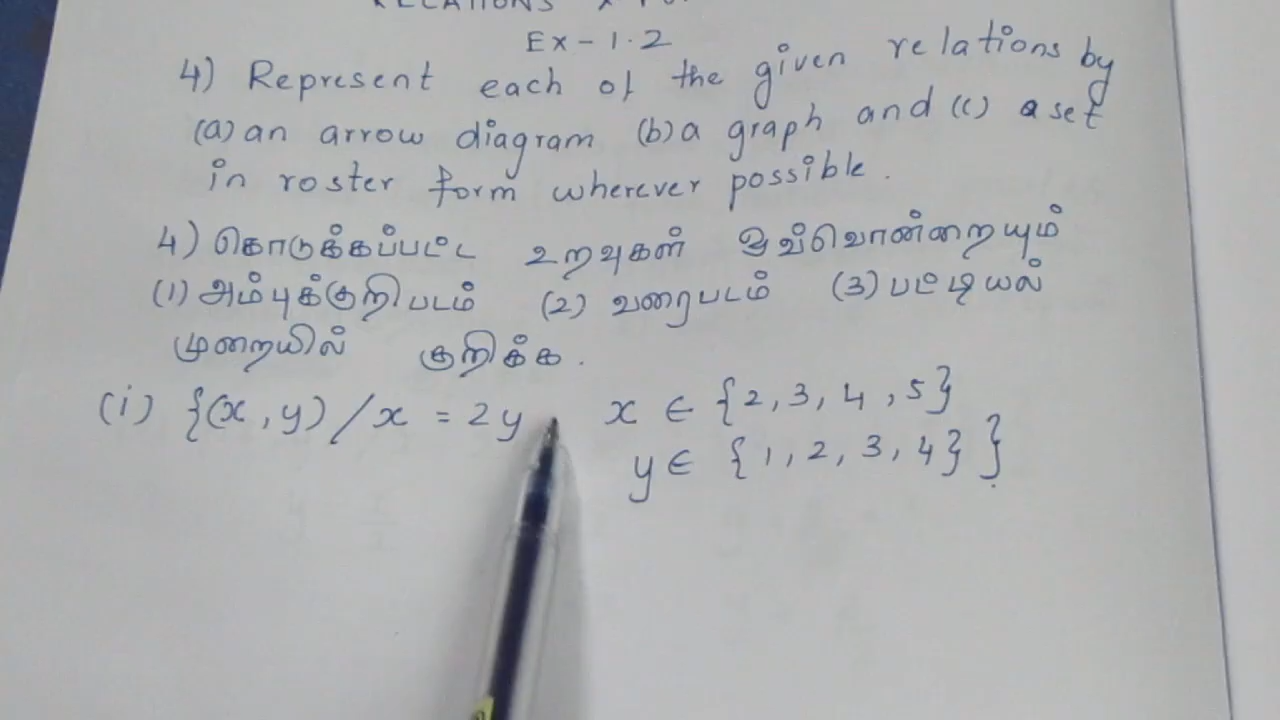 Ex - 1.2
4) Represent each of the given relations by
(a) an arrow diagram (b) a graph and (c) a set
in roster form wherever possible.
4) கொடுக்கப்பட்ட உறவுகள் ஒவ்வொன்றையும்
(1) அம்புக்குறிபடம் (2) வரைபடம் (3) பட்டியல்
முறையில் குறிக்க.
(i) {(x, y) / x = 2y x ∈ {2, 3, 4, 5}
y ∈ {1, 2, 3, 4} }